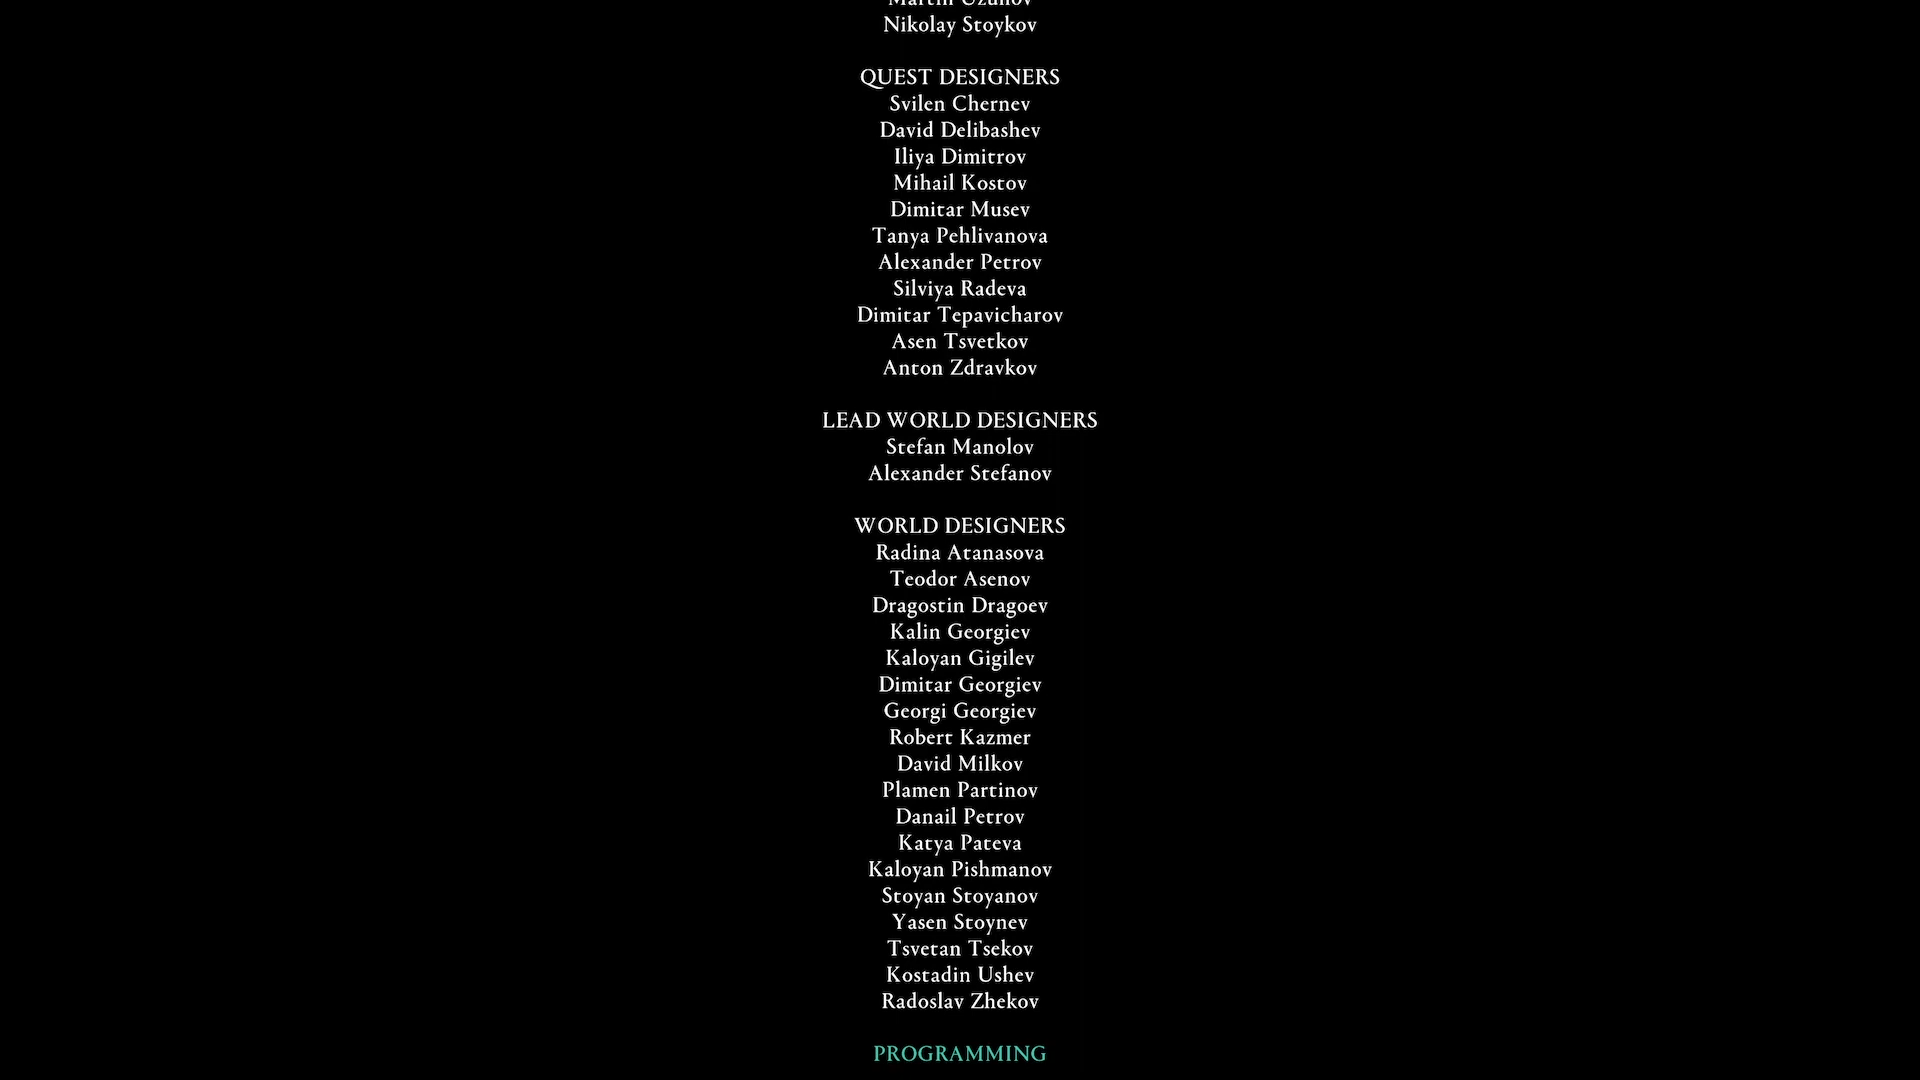 Martin Uzunov
Nikolay Stoykov
QUEST DESIGNERS
Svilen Chernev
David Delibashev
Iliya Dimitrov
Mihail Kostov
Dimitar Musev
Tanya Pehlivanova
Alexander Petrov
Silviya Radeva
Dimitar Tepavicharov
Asen Tsvetkov
Anton Zdravkov
LEAD WORLD DESIGNERS
Stefan Manolov
Alexander Stefanov
WORLD DESIGNERS
Radina Atanasova
Teodor Asenov
Dragostin Dragoev
Kalin Georgiev
Kaloyan Gigilev
Dimitar Georgiev
Georgi Georgiev
Robert Kazmer
David Milkov
Plamen Partinov
Danail Petrov
Katya Pateva
Kaloyan Pishmanov
Stoyan Stoyanov
Yasen Stoynev
Tsvetan Tsekov
Kostadin Ushev
Radoslav Zhekov
PROGRAMMING